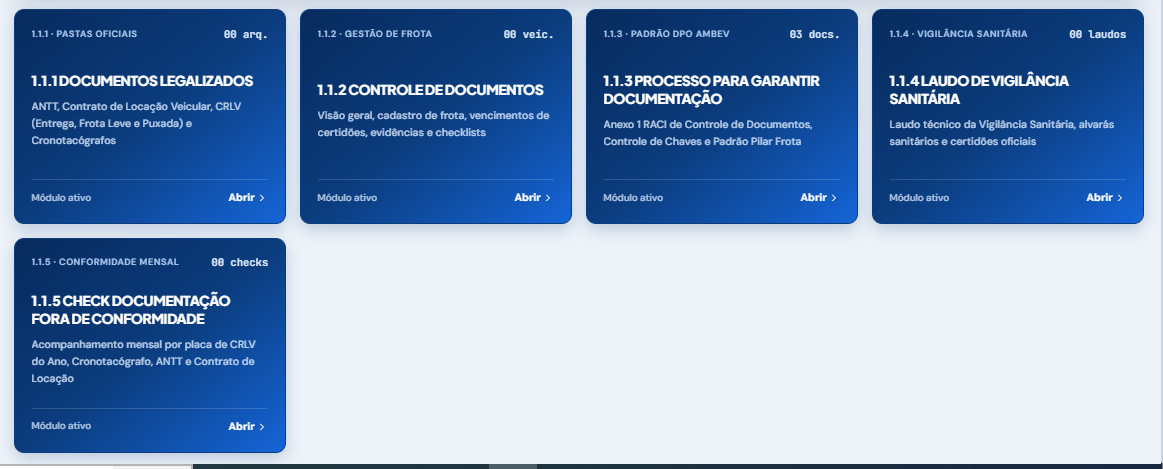 1.1.1 · PASTAS OFICIAIS
00 arq.
1.1.1 DOCUMENTOS LEGALIZADOS
ANTT, Contrato de Locação Veicular, CRLV
(Entrega, Frota Leve e Puxada) e
Cronotacógrafos
Módulo ativo
Abrir >
1.1.2 · GESTÃO DE FROTA
00 veíc.
1.1.2 CONTROLE DE DOCUMENTOS
Visão geral, cadastro de frota, vencimentos de
certidões, evidências e checklists
Módulo ativo
Abrir >
1.1.3 · PADRÃO DPO AMBEV
03 docs.
1.1.3 PROCESSO PARA GARANTIR
DOCUMENTAÇÃO
Anexo 1 RACI de Controle de Documentos,
Controle de Chaves e Padrão Pilar Frota
Módulo ativo
Abrir >
1.1.4 · VIGILÂNCIA SANITÁRIA
00 laudos
1.1.4 LAUDO DE VIGILÂNCIA
SANITÁRIA
Laudo técnico da Vigilância Sanitária, alvarás
sanitários e certidões oficiais
Módulo ativo
Abrir >
1.1.5 · CONFORMIDADE MENSAL
00 checks
1.1.5 CHECK DOCUMENTAÇÃO
FORA DE CONFORMIDADE
Acompanhamento mensal por placa de CRLV
do Ano, Cronotacógrafo, ANTT e Contrato de
Locação
Módulo ativo
Abrir >